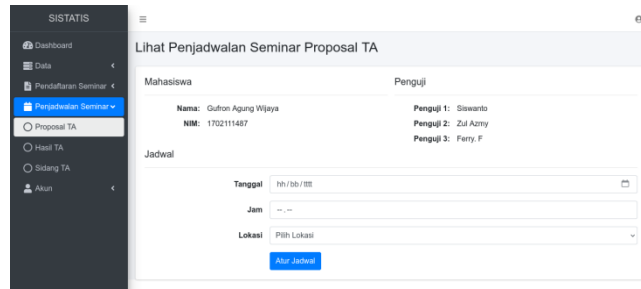 SISTATIS
Dashboard
Data
Pendaftaran Seminar
Penjadwalan Seminar
Proposal TA
Hasil TA
Sidang TA
Akun
Lihat Penjadwalan Seminar Proposal TA
Mahasiswa
Nama: Gufron Agung Wijaya
NIM: 1702111487
Penguji
Penguji 1: Siswanto
Penguji 2: Zul Azmy
Penguji 3: Ferry. F
Jadwal
Tanggal hh / bb / tttt
Jam -- . --
Lokasi Pilih Lokasi
Atur Jadwal